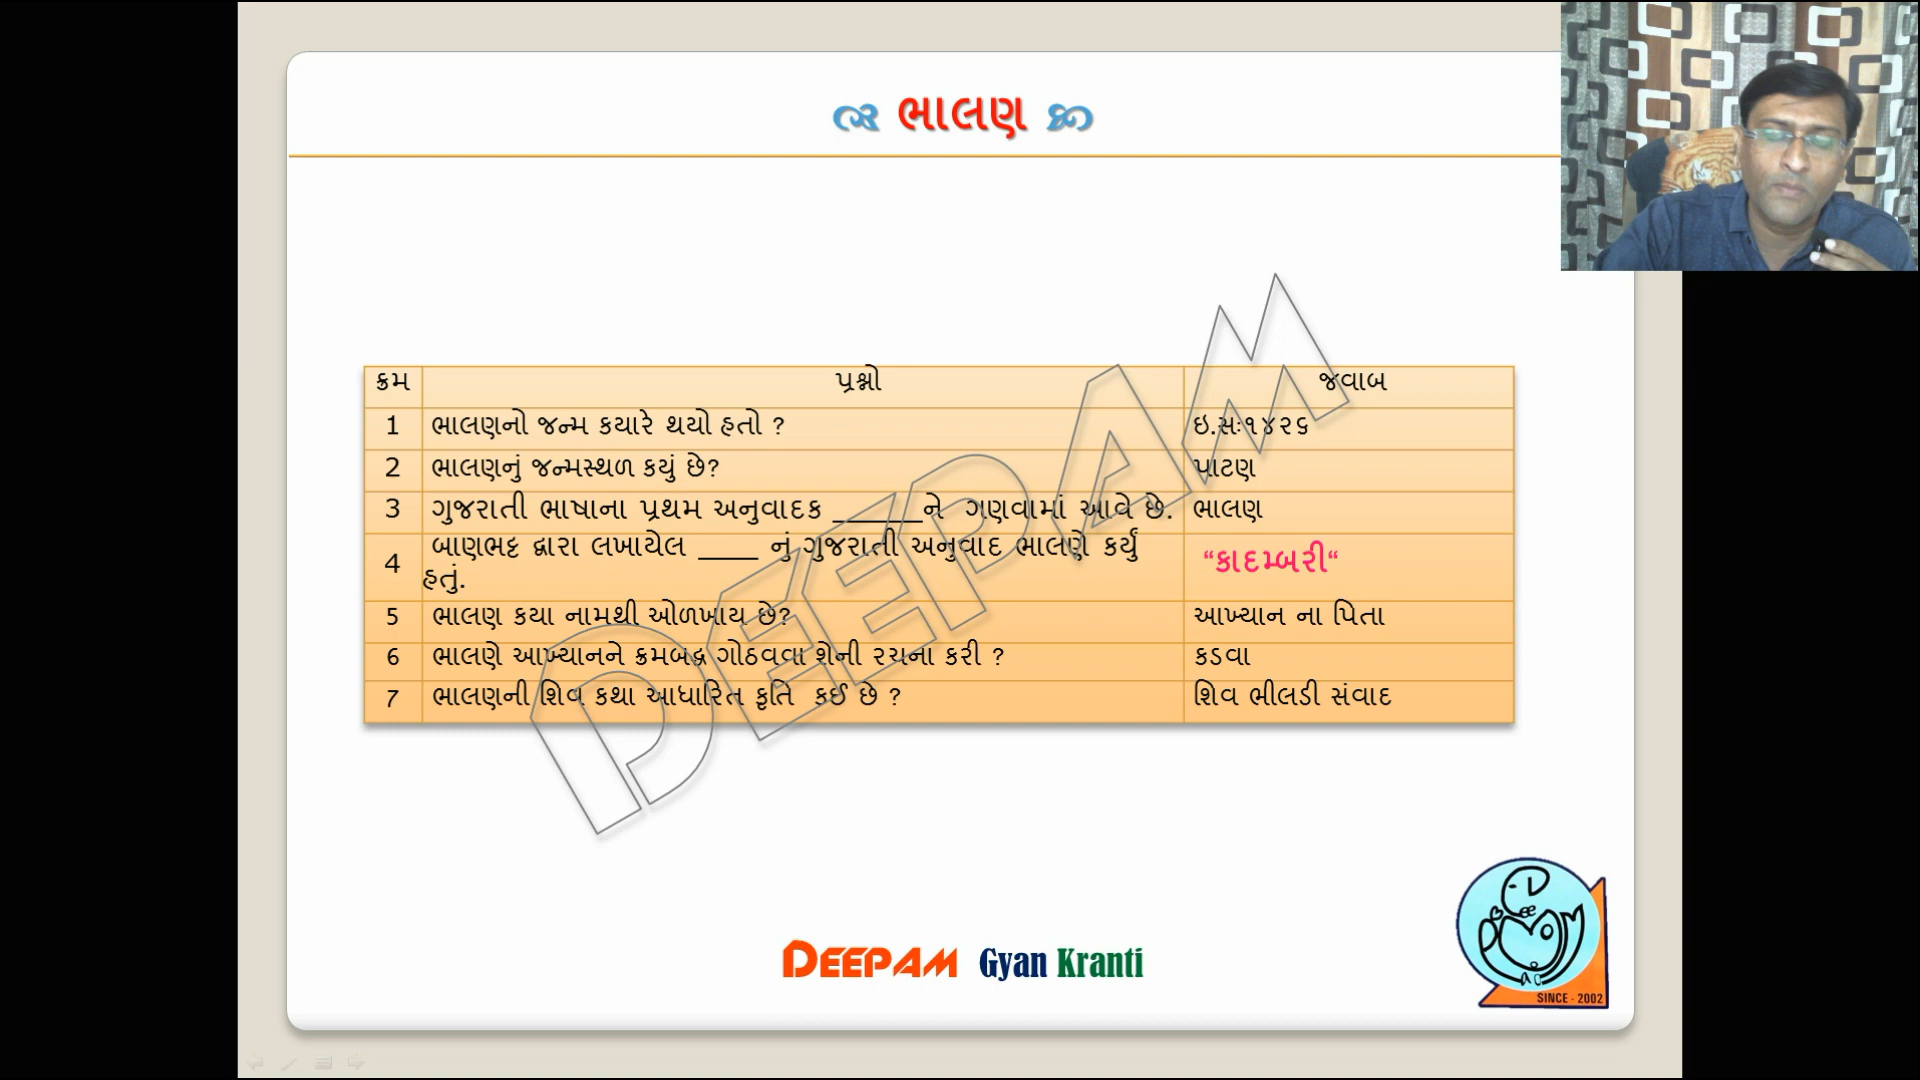 ભાલણ
ક્રમ પ્રશ્નો જવાબ
1 ભાલણનો જન્મ કયારે થયો હતો ? ઇ.સઃ૧૪૨૬
2 ભાલણનું જન્મસ્થળ કયું છે? પાટણ
3 ગુજરાતી ભાષાના પ્રથમ અનુવાદક ______ને ગણવામાં આવે છે. ભાલણ
4 બાણભટ્ટ દ્વારા લખાયેલ ____ નું ગુજરાતી અનુવાદ ભાલણે કર્યું
હતું. “કાદમ્બરી“
5 ભાલણ કયા નામથી ઓળખાય છે? આખ્યાન ના પિતા
6 ભાલણે આખ્યાનને ક્રમબદ્ધ ગોઠવવા શેની રચના કરી ? કડવા
7 ભાલણની શિવ કથા આધારિત કૃતિ કઈ છે ? શિવ ભીલડી સંવાદ
DEEPAM
DEEPAM Gyan Kranti
SINCE - 2002